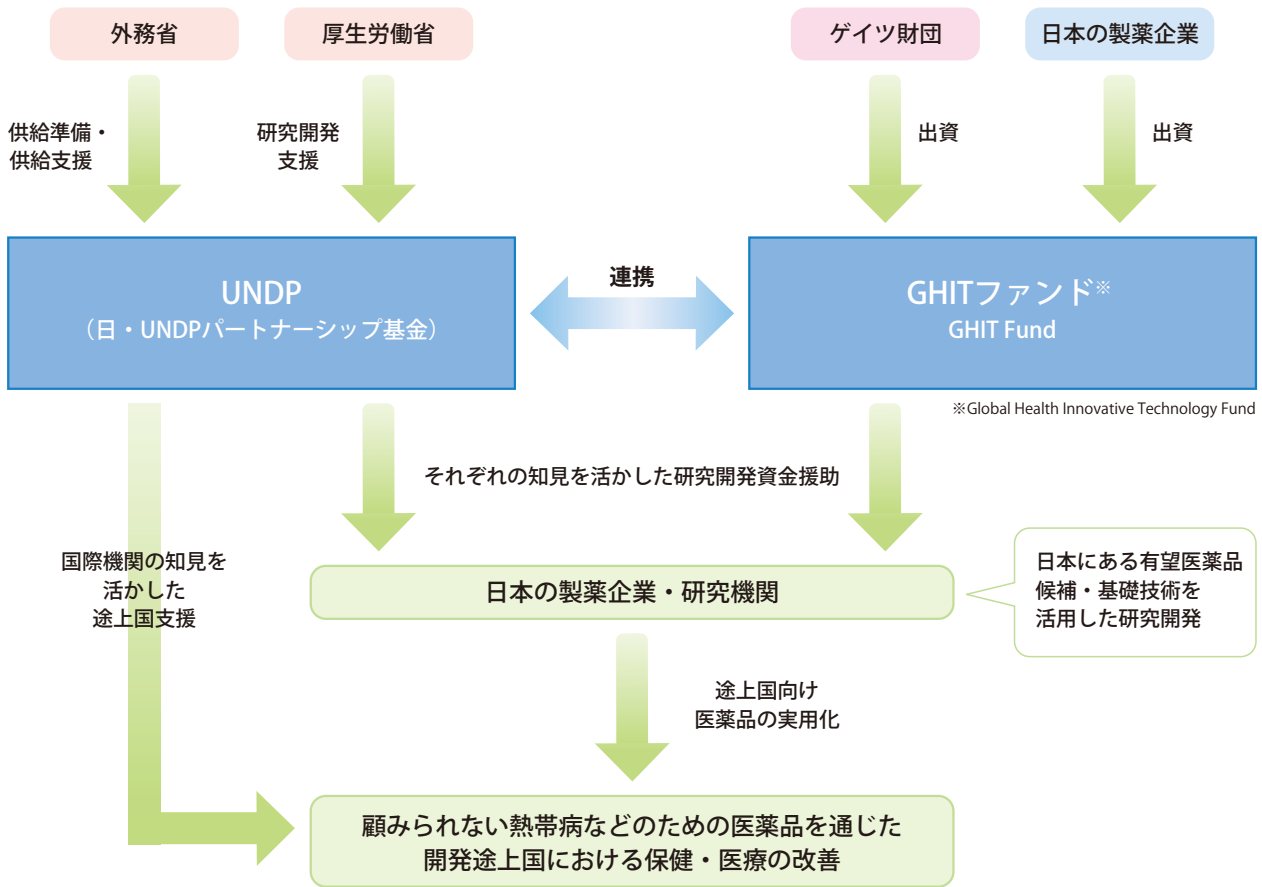 外務省
厚生労働省
ゲイツ財団
日本の製薬企業
供給準備・
供給支援
研究開発
支援
出資
出資
UNDP
（日・UNDPパートナーシップ基金）
連携
GHITファンド※
GHIT Fund
※Global Health Innovative Technology Fund
それぞれの知見を活かした研究開発資金援助
国際機関の知見を
活かした
途上国支援
日本の製薬企業・研究機関
日本にある有望医薬品
候補・基礎技術を
活用した研究開発
途上国向け
医薬品の実用化
顧みられない熱帯病などのための医薬品を通じた
開発途上国における保健・医療の改善